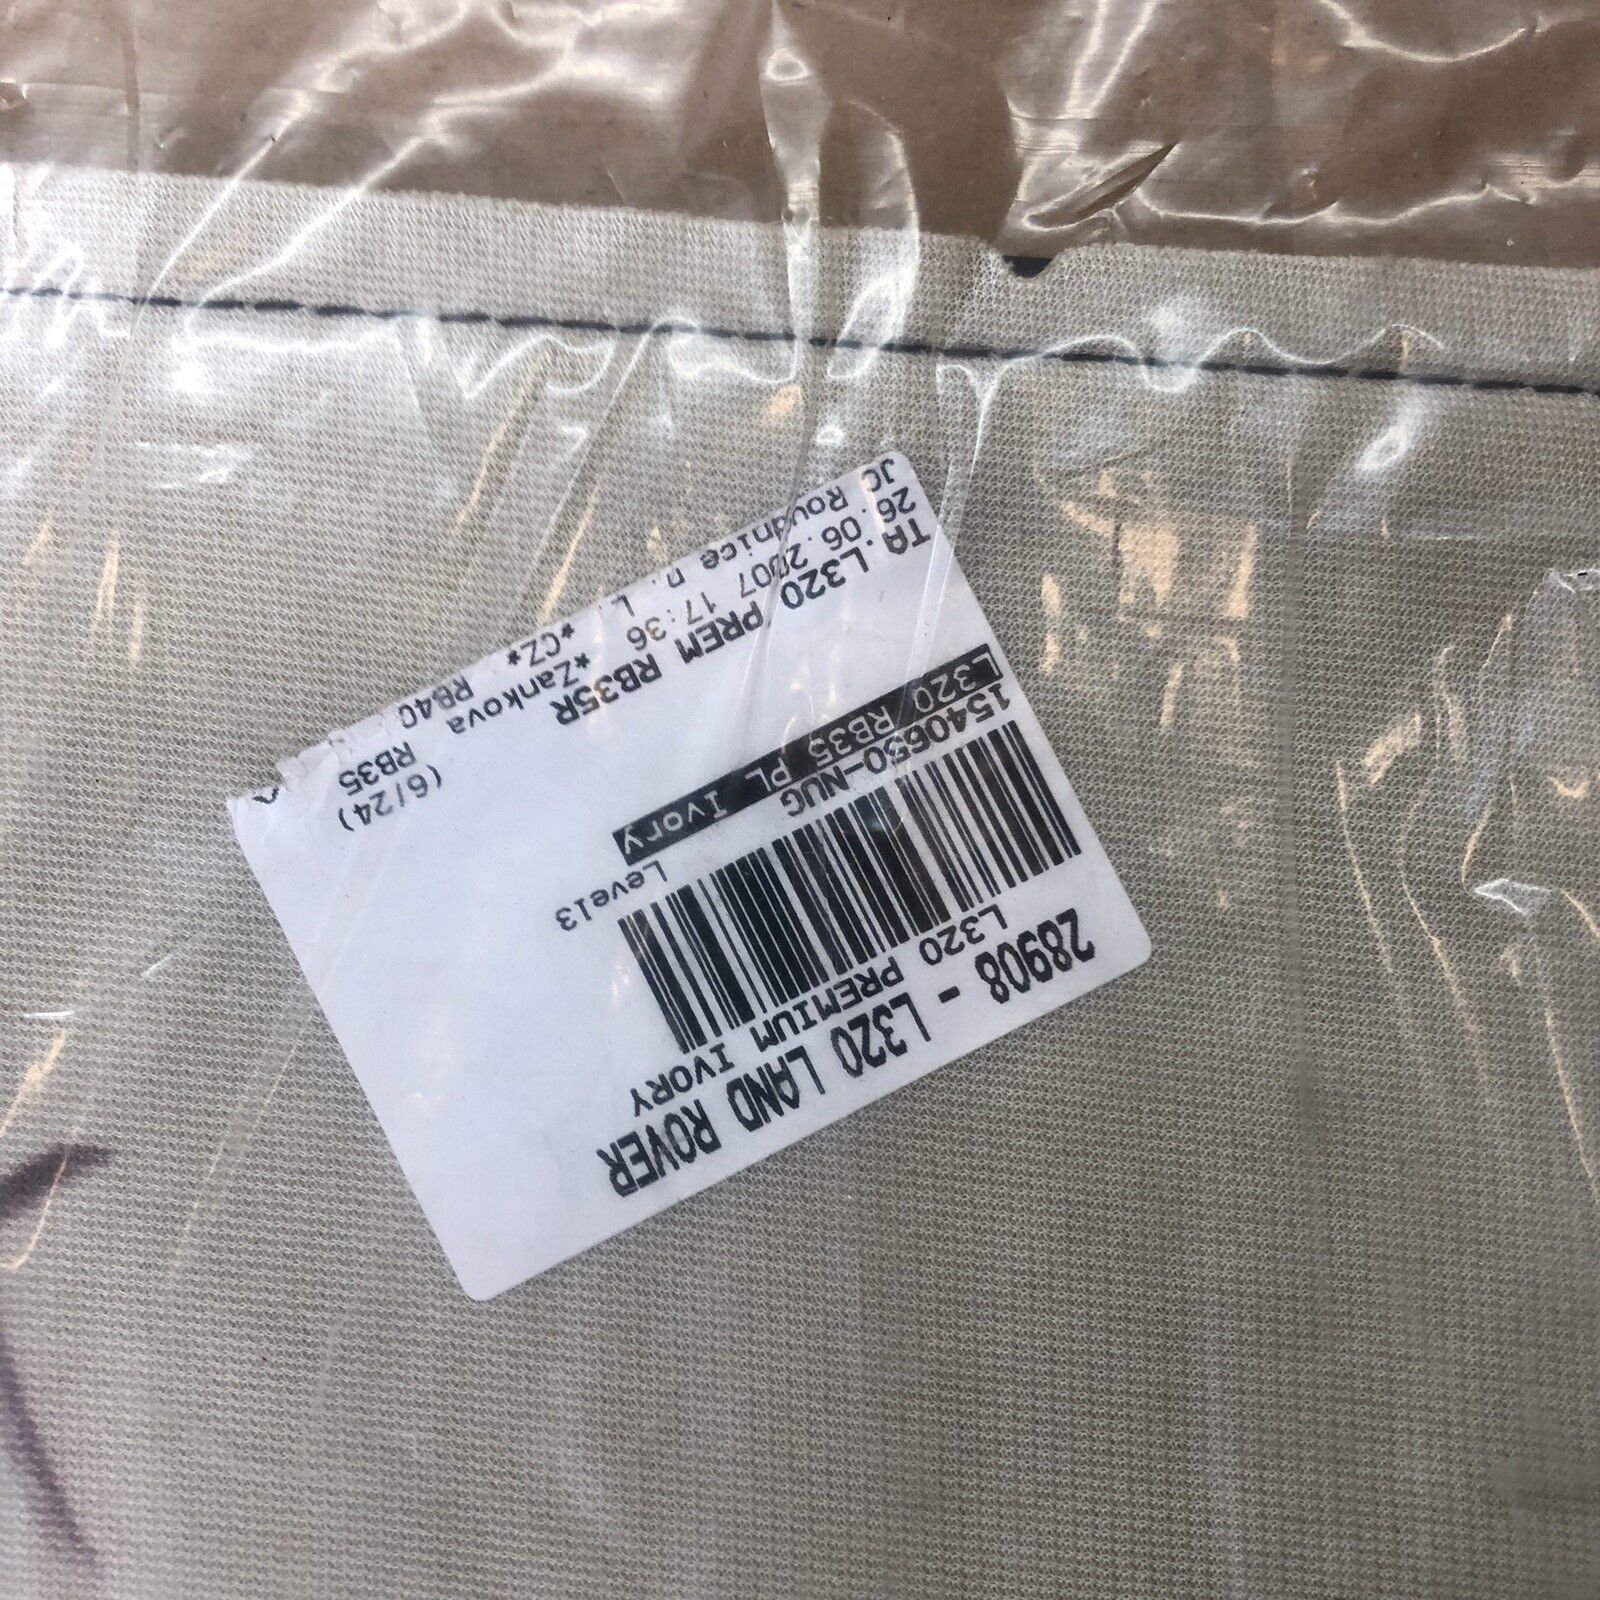 28908 - L320 LAND ROVER
L320 PREMIUM IVORY
1540650-NUG
Level3
L320 RB35 PL Ivory
TA.L320 PREM RB35R
26.06.2007 17:36 *Zankova RB40
JC Roudnice n. L. *CZ*
RB35
(6/24)